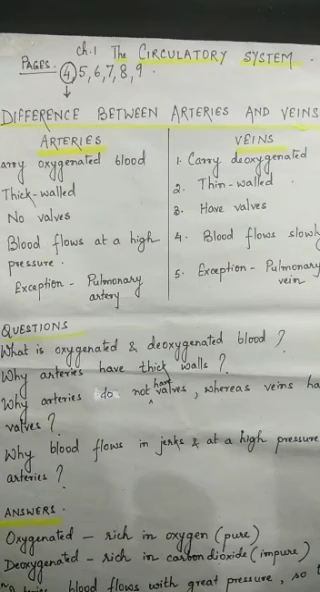 ch.1 The CIRCULATORY SYSTEM.
PAGES. 4,5,6,7,8,9.
DIFFERENCE BETWEEN ARTERIES AND VEINS
ARTERIES
arry oxygenated blood
Thick-walled
No valves
Blood flows at a high
pressure.
Exception - Pulmonary
artery
VEINS
1. Carry deoxygenated
2. Thin-walled.
3. Have valves
4. Blood flows slowly
5. Exception - Pulmonary
vein
QUESTIONS
What is oxygenated & deoxygenated blood?
Why arteries have thick walls?
Why arteries do not have valves, whereas veins ha
valves?
Why blood flows in jerks & at a high pressure
arteries?
ANSWERS.
Oxygenated - rich in oxygen (pure)
Deoxygenated - rich in carbondioxide (impure)
blood flows with great pressure, so